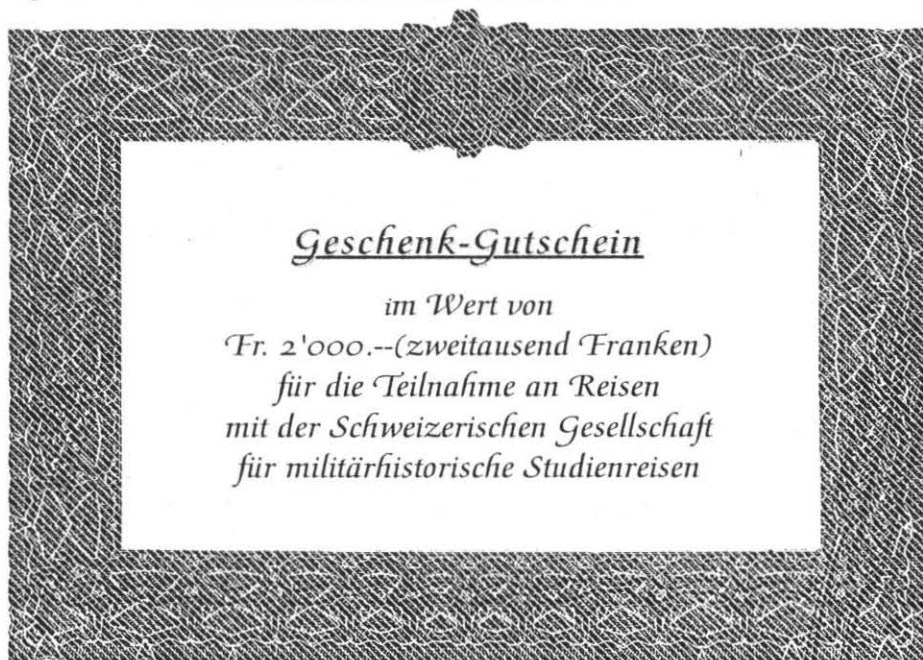 Geschenk-Gutschein
im Wert von
Fr. 2'000.--(zweitausend Franken)
für die Teilnahme an Reisen
mit der Schweizerischen Gesellschaft
für militärhistorische Studienreisen